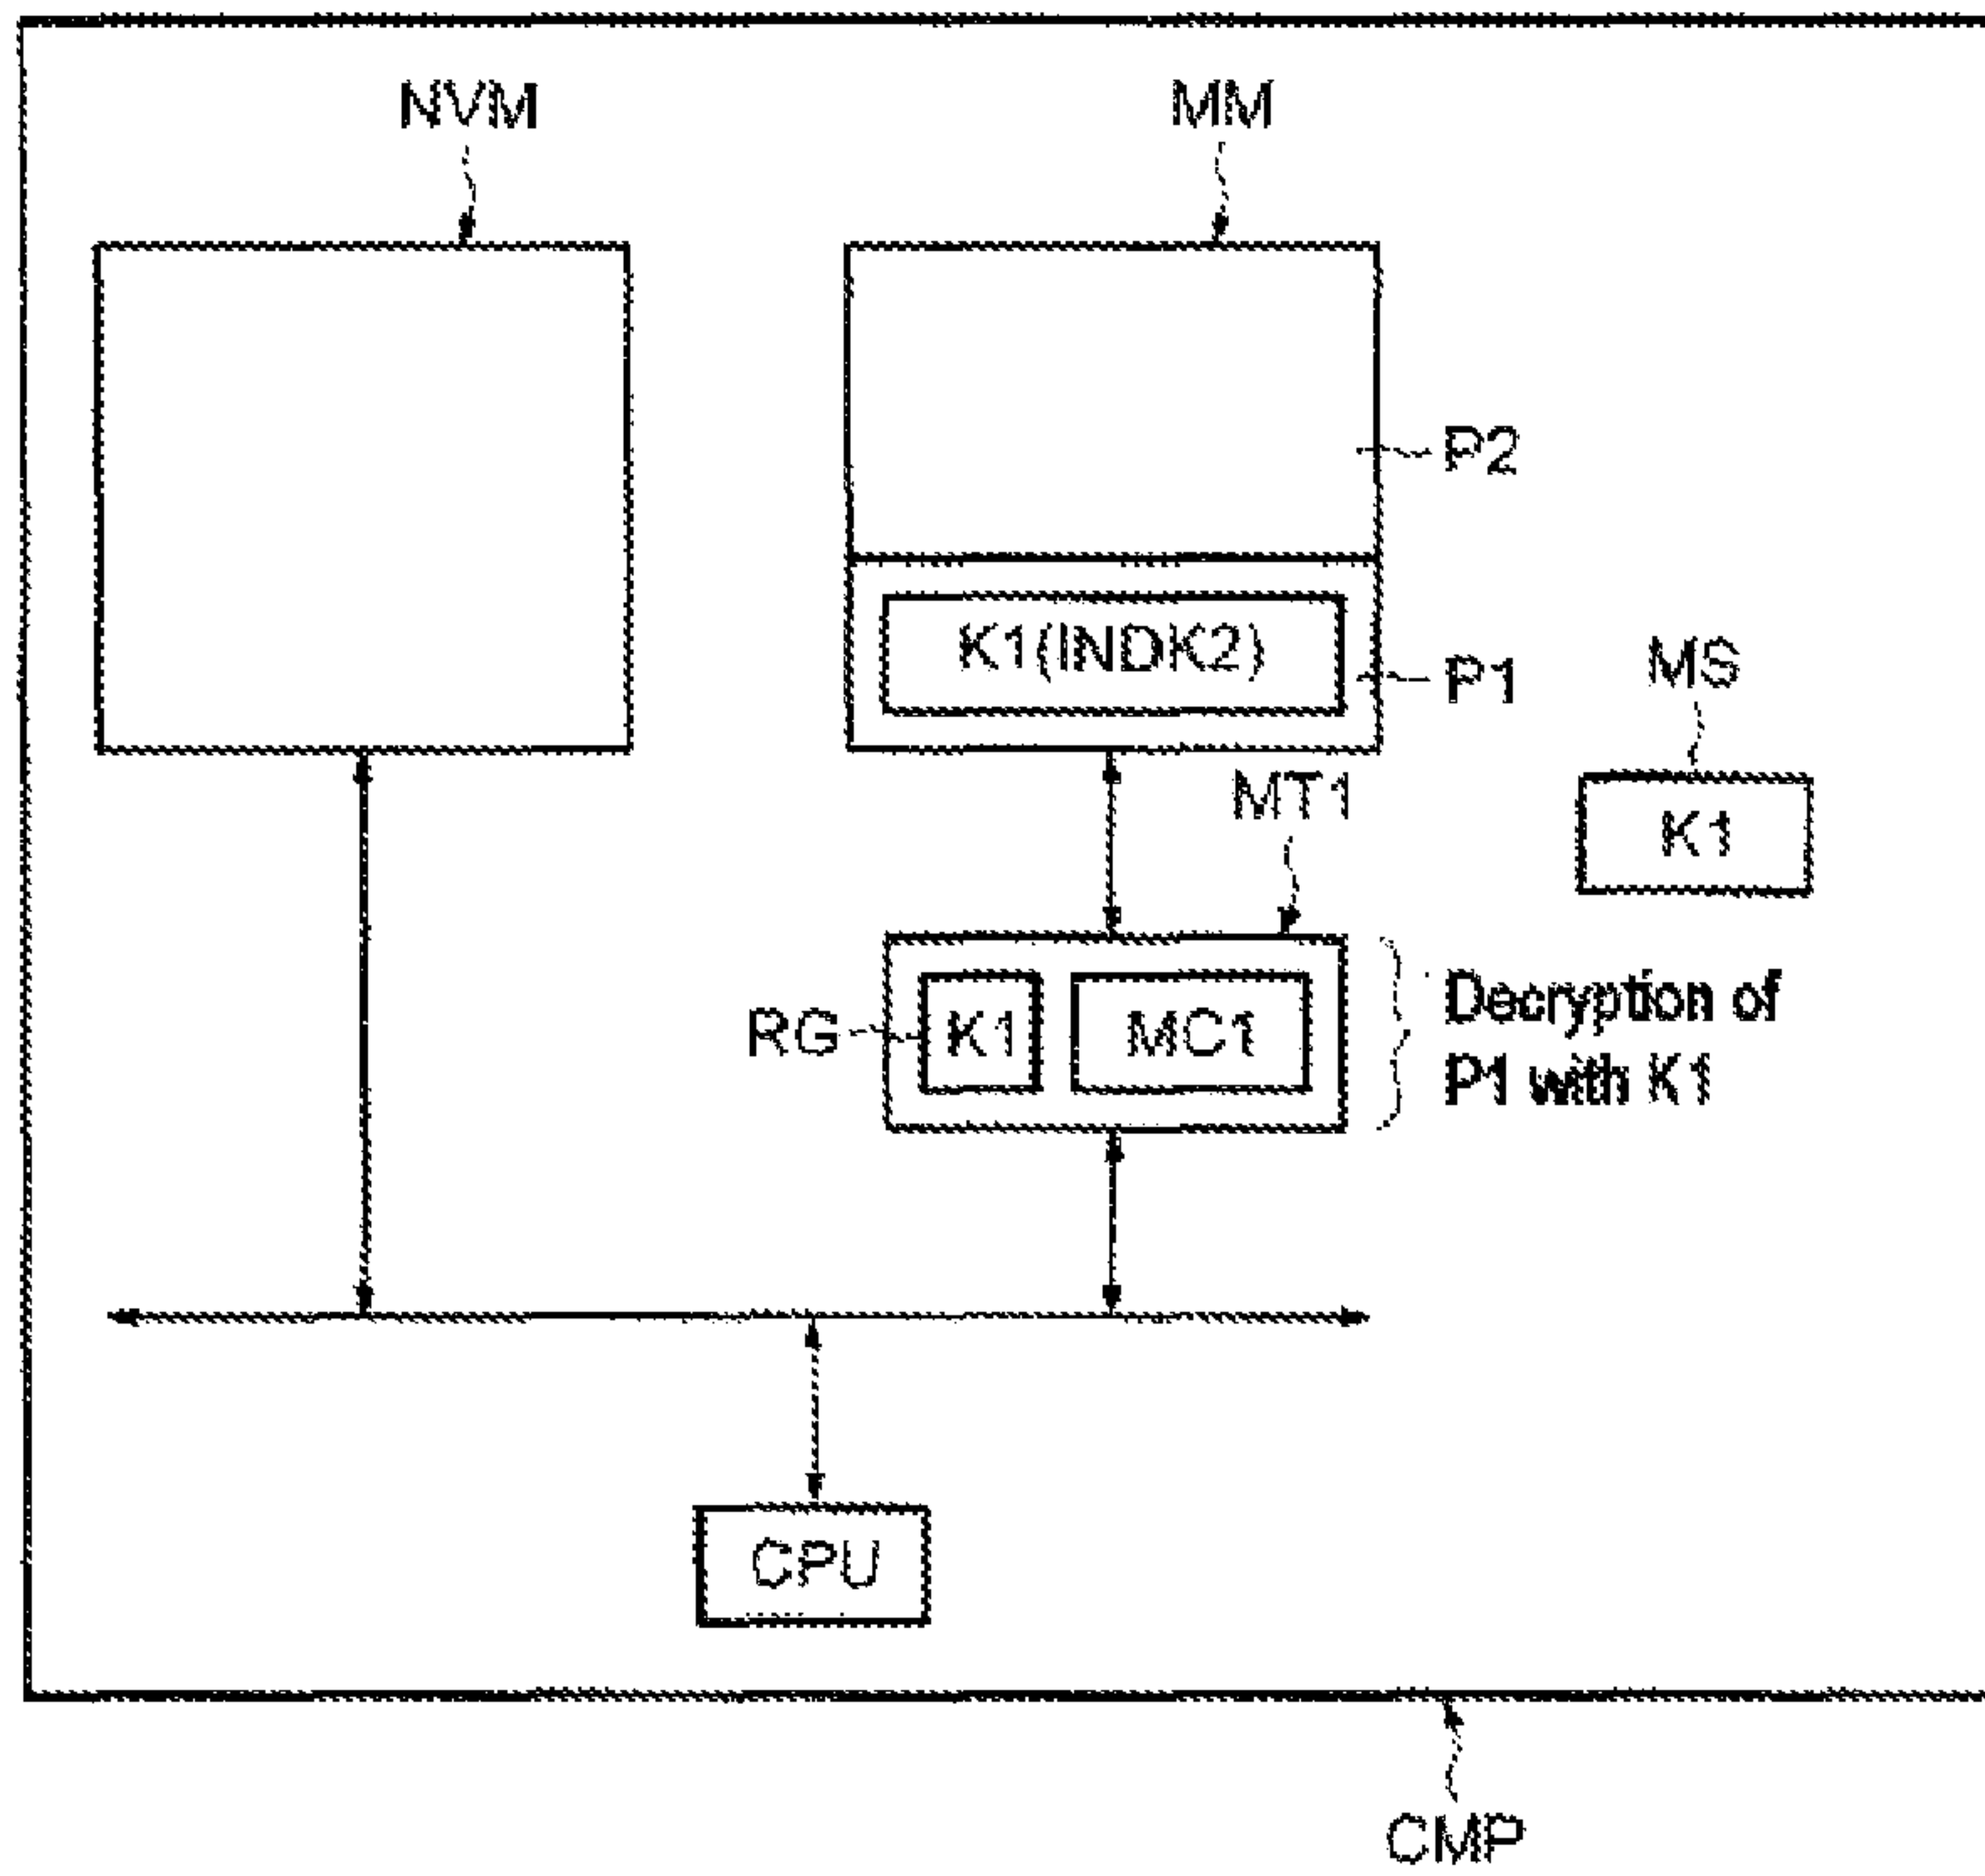 NVM
MM
P2
K1(INDK2)
P1
MS
MT1
K1
RG
K1
MC1
Decryption of
P1 with K1
CPU
CMP